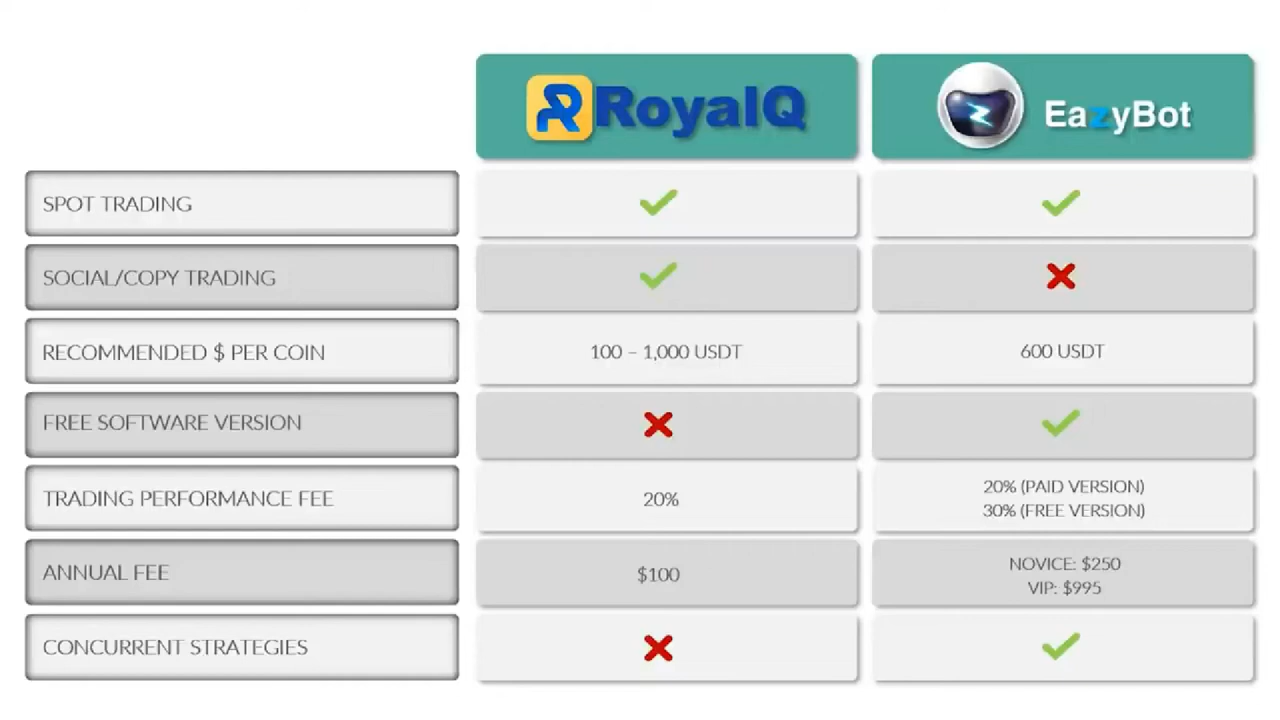 RoyalQ
EazyBot
SPOT TRADING
SOCIAL/COPY TRADING
RECOMMENDED $ PER COIN
100 – 1,000 USDT
600 USDT
FREE SOFTWARE VERSION
TRADING PERFORMANCE FEE
20%
20% (PAID VERSION)
30% (FREE VERSION)
ANNUAL FEE
$100
NOVICE: $250
VIP: $995
CONCURRENT STRATEGIES